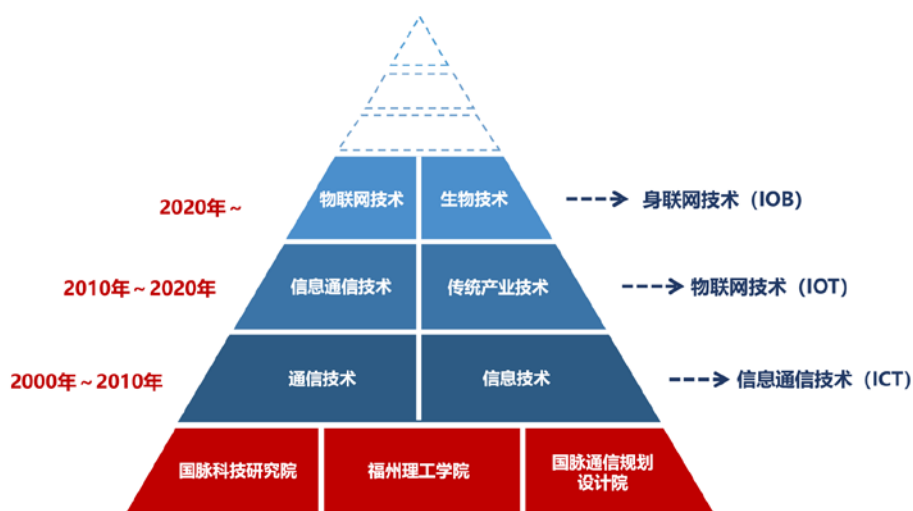 2020年~
物联网技术
生物技术
身联网技术（IOB）
2010年~2020年
信息通信技术
传统产业技术
物联网技术（IOT）
2000年~2010年
通信技术
信息技术
信息通信技术（ICT）
国脉科技研究院
福州理工学院
国脉通信规划
设计院